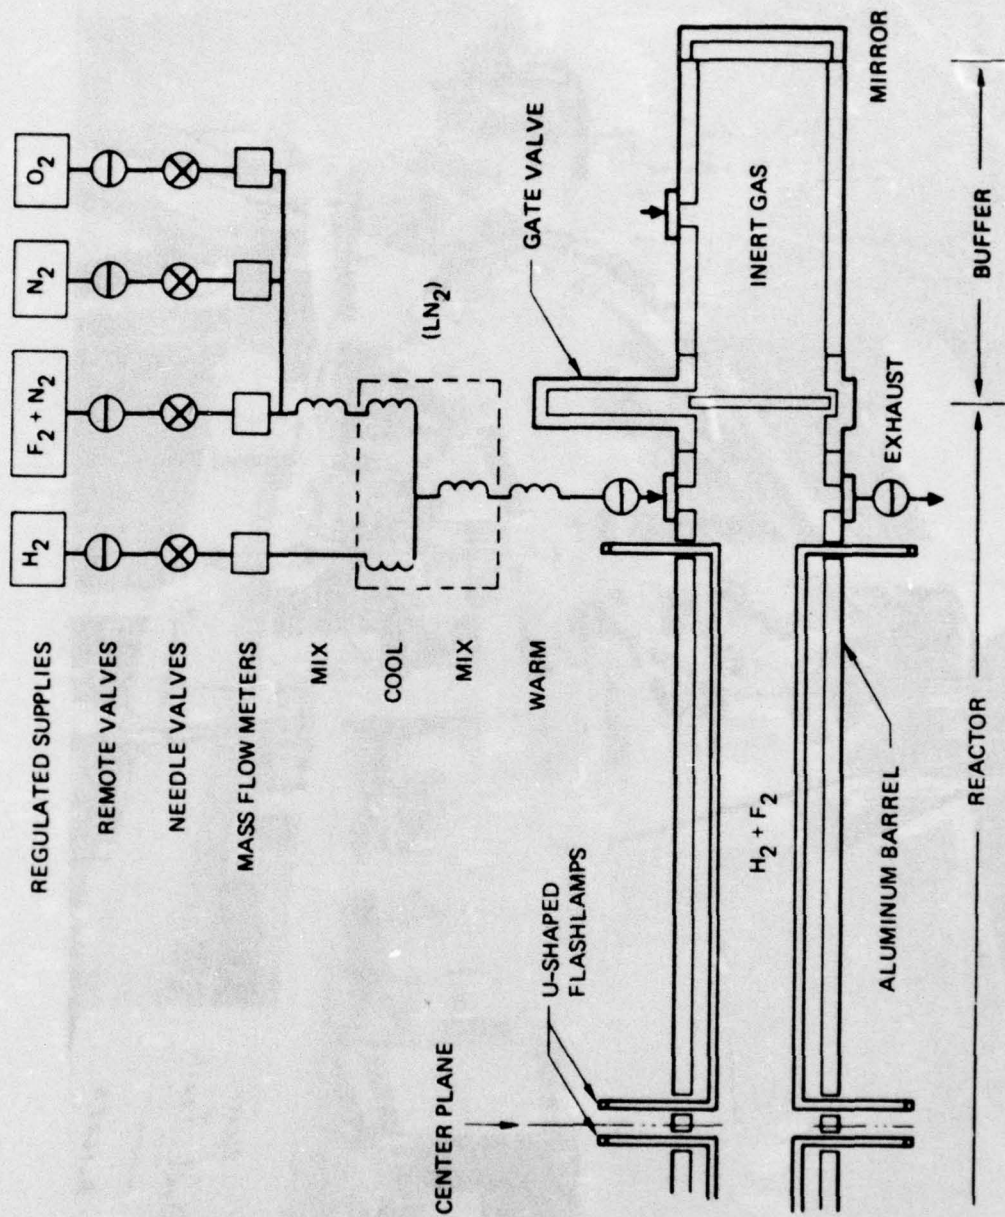 REGULATED SUPPLIES
H2
F2 + N2
N2
O2
REMOTE VALVES
NEEDLE VALVES
MASS FLOW METERS
MIX
COOL
(LN2)
MIX
WARM
CENTER PLANE
U-SHAPED
FLASHLAMPS
GATE VALVE
H2 + F2
INERT GAS
ALUMINUM BARREL
EXHAUST
MIRROR
REACTOR
BUFFER